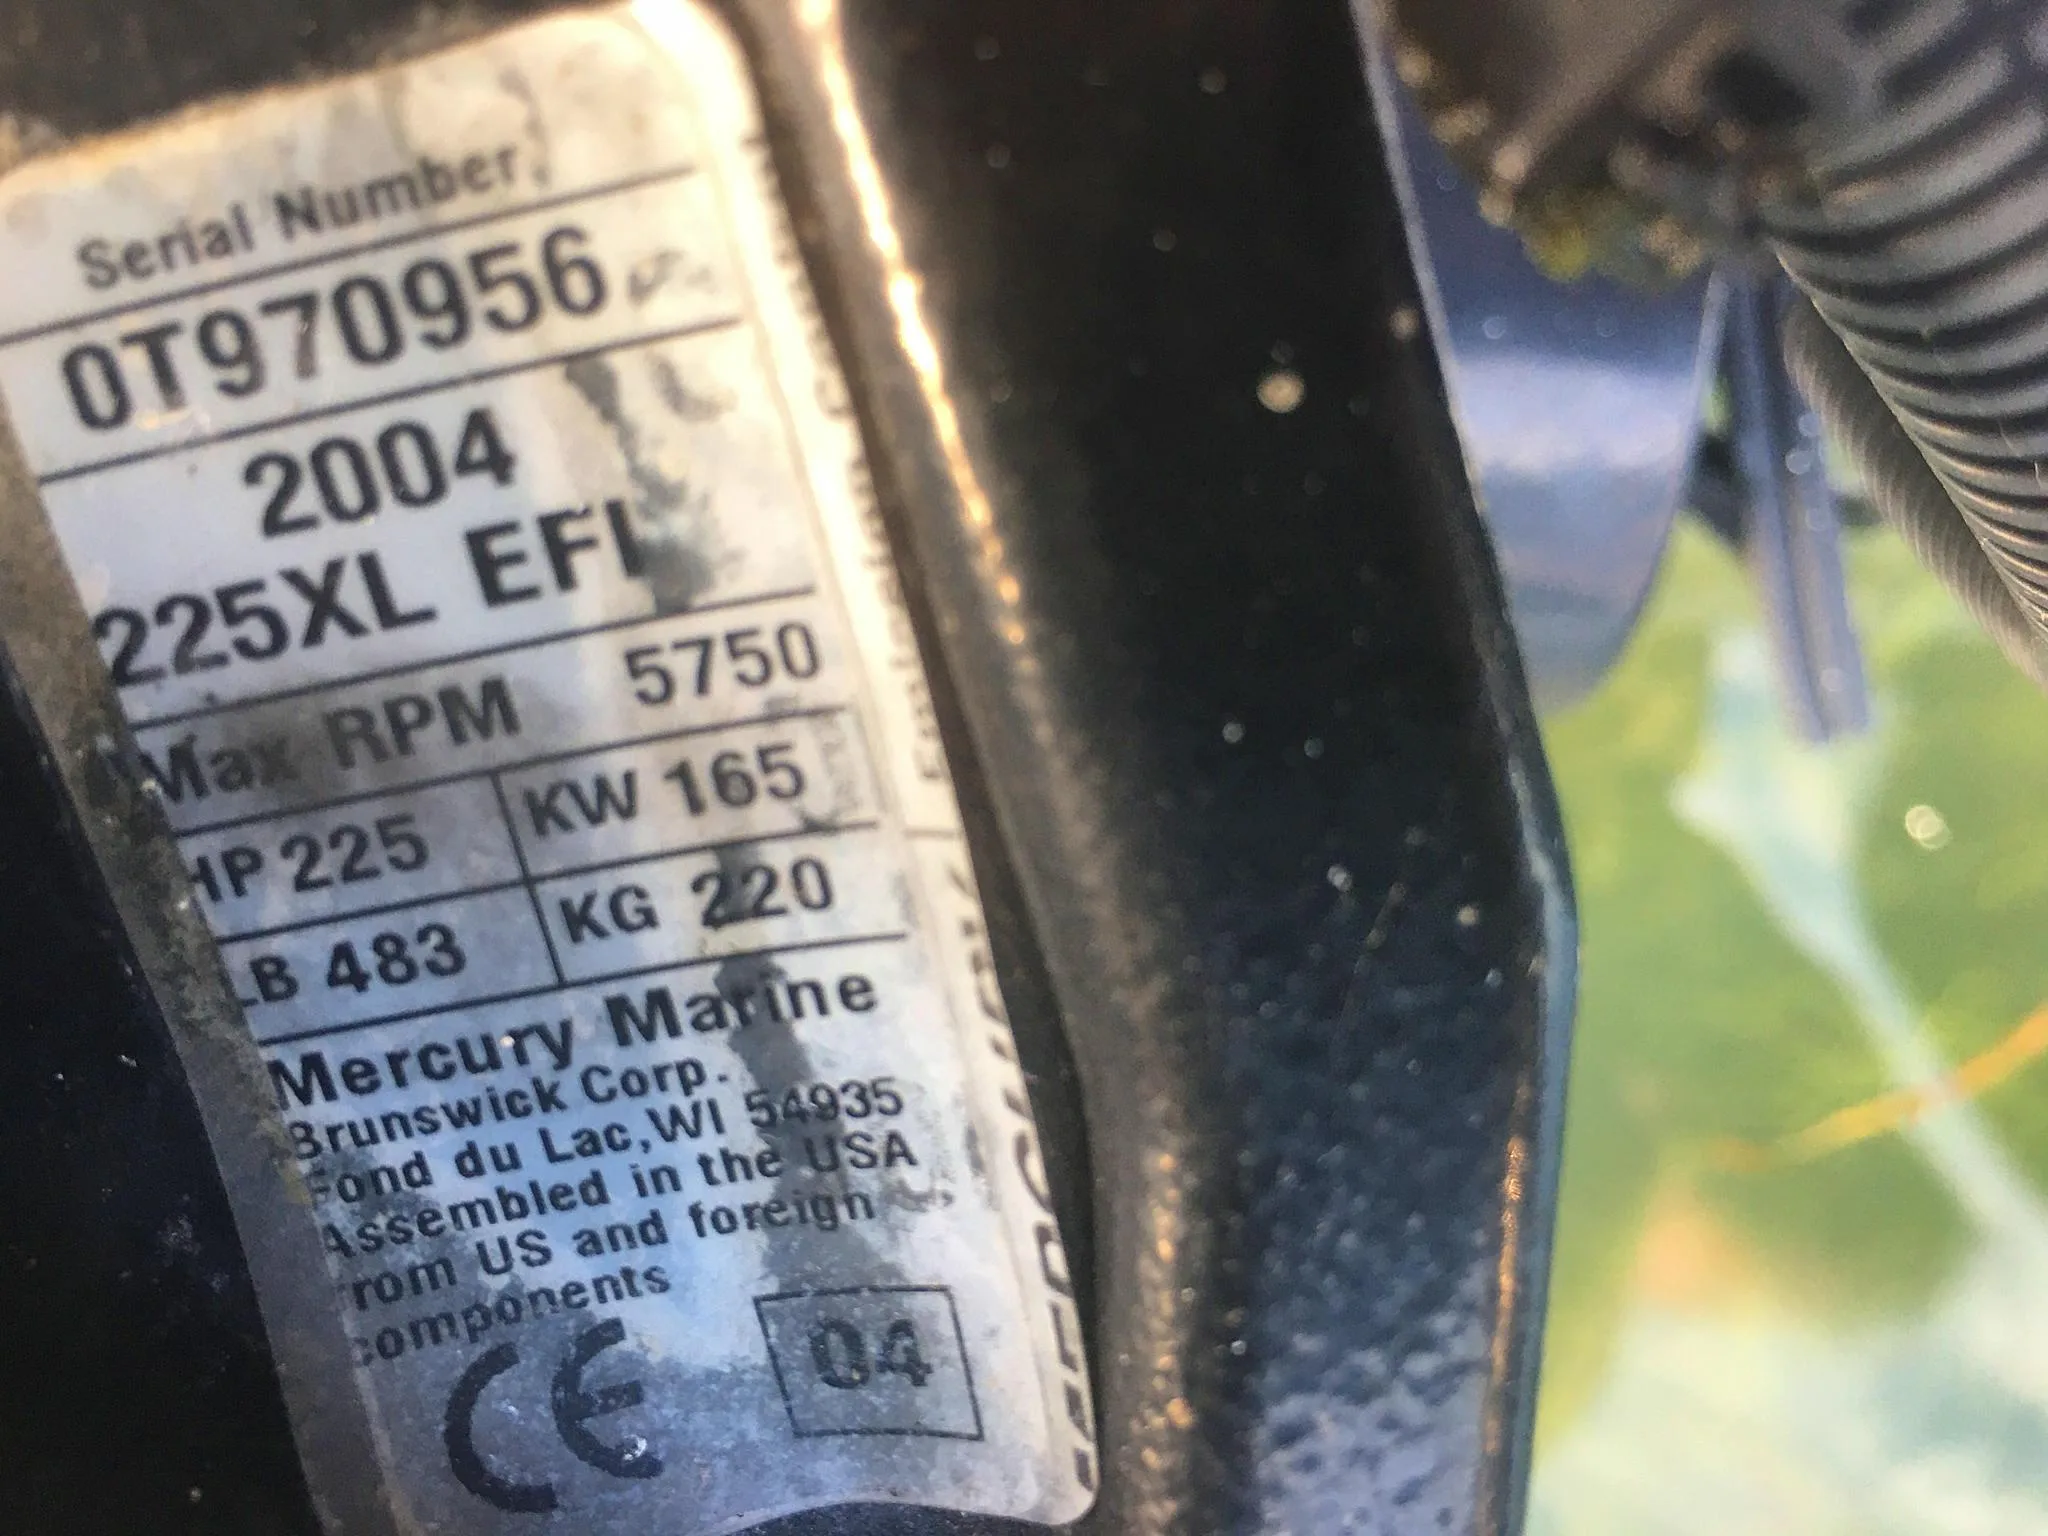 Serial Number
0T970956
2004
225XL EFI
Max RPM 5750
HP 225 KW 165
LB 483 KG 220
Mercury Marine
Brunswick Corp.
Fond du Lac, WI 54935
Assembled in the USA
from US and foreign
components
CE 04